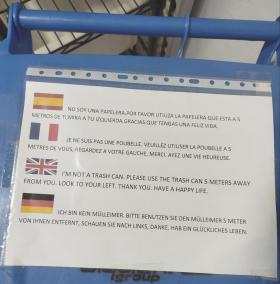 NO SOY UNA PAPELERA.POR FAVOR UTILIZA LA PAPELERA QUE ESTA A 5
METROS DE TUMIRA A TU IZQUIERDA.GRACIAS QUE TENGAS UNA FELIZ VIDA.
JE NE SUIS PAS UNE POUBELLE. VEUILLEZ UTILISER LA POUBELLE A 5
METRES DE VOUS, REGARDEZ A VOTRE GAUCHE. MERCI. AYEZ UNE VIE HEUREUSE.
I'M NOT A TRASH CAN. PLEASE USE THE TRASH CAN 5 METERS AWAY
FROM YOU. LOOK TO YOUR LEFT. THANK YOU. HAVE A HAPPY LIFE.
ICH BIN KEIN MÜLLEIMER. BITTE BENUTZEN SIE DEN MÜLLEIMER 5 METER
VON IHNEN ENTFERNT, SCHAUEN SIE NACH LINKS, DANKE. HAB EIN GLÜCKLICHES LEBEN.
Group